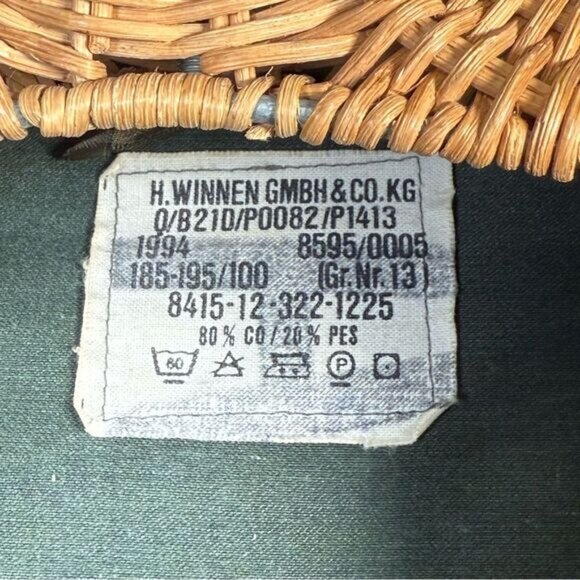 H.WINNEN GMBH & CO.KG
Q/B21D/P0082/P1413
1994 8595/0005
185-195/100 (Gr.Nr.13)
8415-12-322-1225
80% CO/20% PES
60 A P